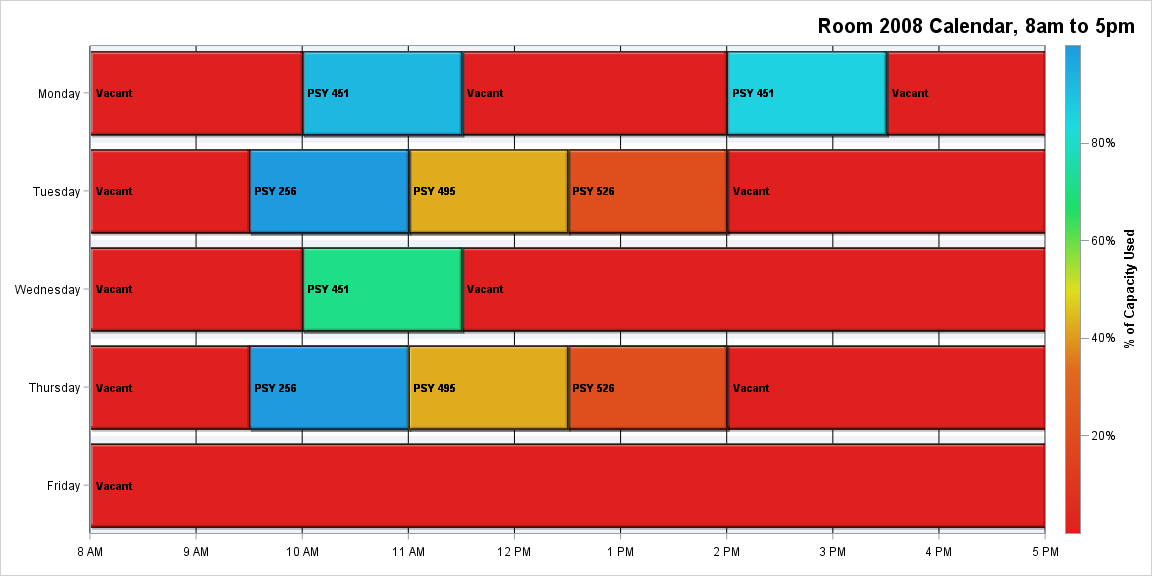 Room 2008 Calendar, 8am to 5pm
Monday
Vacant
PSY 451
Vacant
PSY 451
Vacant
Tuesday
Vacant
PSY 256
PSY 495
PSY 526
Vacant
Wednesday
Vacant
PSY 451
Vacant
Thursday
Vacant
PSY 256
PSY 495
PSY 526
Vacant
Friday
Vacant
8 AM
9 AM
10 AM
11 AM
12 PM
1 PM
2 PM
3 PM
4 PM
5 PM
80%
60%
40%
20%
% of Capacity Used